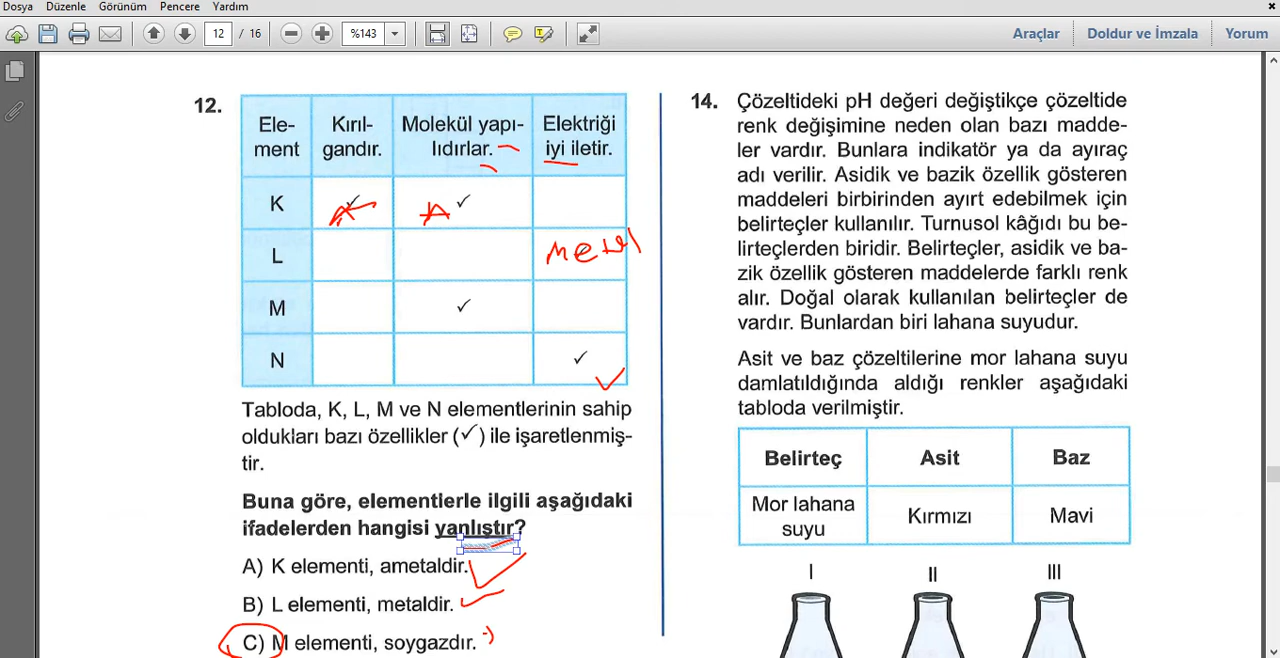 Dosya Düzenle Görünüm Pencere Yardım
12 / 16 %143 Araçlar Doldur ve İmzala Yorum
12.
Ele-
ment
Kırıl-
gandır.
Molekül yapı-
lıdırlar.
Elektriği
iyi iletir.
K ✓ A ✓
L Metal
M ✓
N ✓
Tabloda, K, L, M ve N elementlerinin sahip
oldukları bazı özellikler (✓) ile işaretlenmiş-
tir.
Buna göre, elementlerle ilgili aşağıdaki
ifadelerden hangisi yanlıştır?
A) K elementi, ametaldir.
B) L elementi, metaldir.
C) M elementi, soygazdır.
14. Çözeltideki pH değeri değiştikçe çözeltide
renk değişimine neden olan bazı madde-
ler vardır. Bunlara indikatör ya da ayıraç
adı verilir. Asidik ve bazik özellik gösteren
maddeleri birbirinden ayırt edebilmek için
belirteçler kullanılır. Turnusol kâğıdı bu be-
lirteçlerden biridir. Belirteçler, asidik ve ba-
zik özellik gösteren maddelerde farklı renk
alır. Doğal olarak kullanılan belirteçler de
vardır. Bunlardan biri lahana suyudur.
Asit ve baz çözeltilerine mor lahana suyu
damlatıldığında aldığı renkler aşağıdaki
tabloda verilmiştir.
Belirteç Asit Baz
Mor lahana
suyu
Kırmızı Mavi
I II III